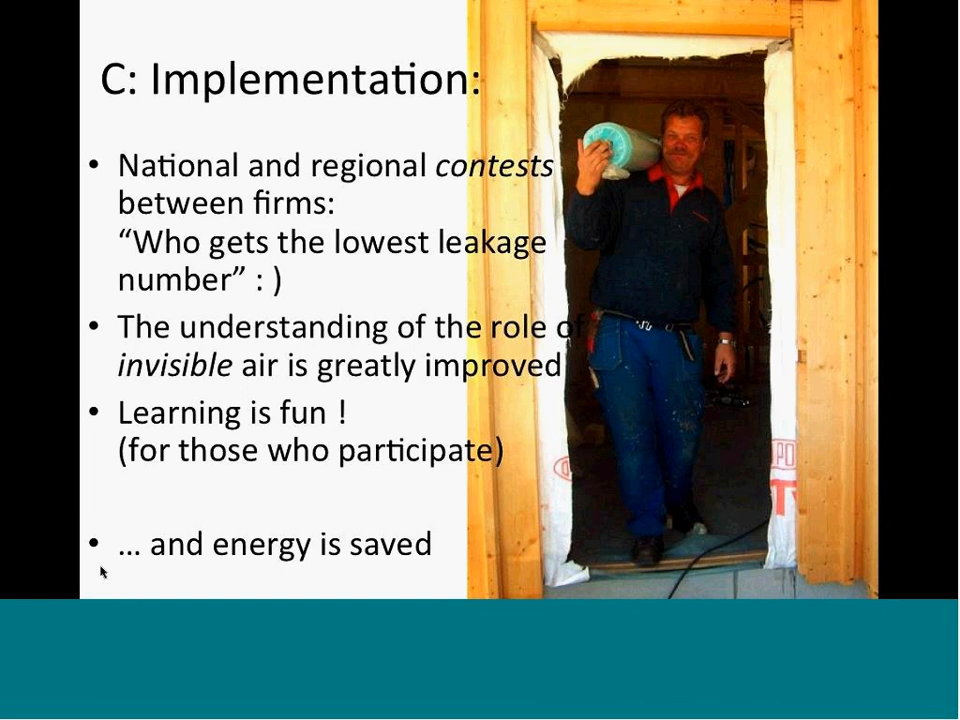 C: Implementation:
• National and regional contests
between firms:
“Who gets the lowest leakage
number” : )
• The understanding of the role of
invisible air is greatly improved
• Learning is fun !
(for those who participate)
• … and energy is saved